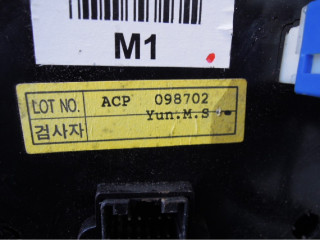 M1
LOT NO. ACP 098702
검사자 Yun.M.S